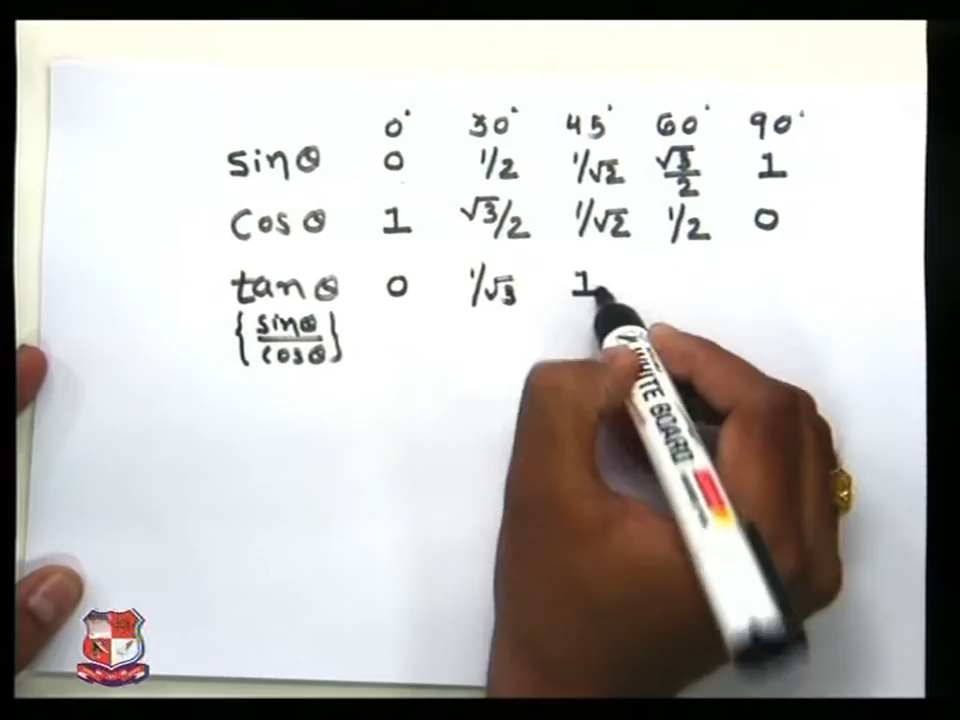 0° 30° 45° 60° 90°
sinθ 0 1/2 1/√2 √3/2 1
cosθ 1 √3/2 1/√2 1/2 0
tanθ 0 1/√3 1
{sinθ/cosθ}
WHITE BOARD